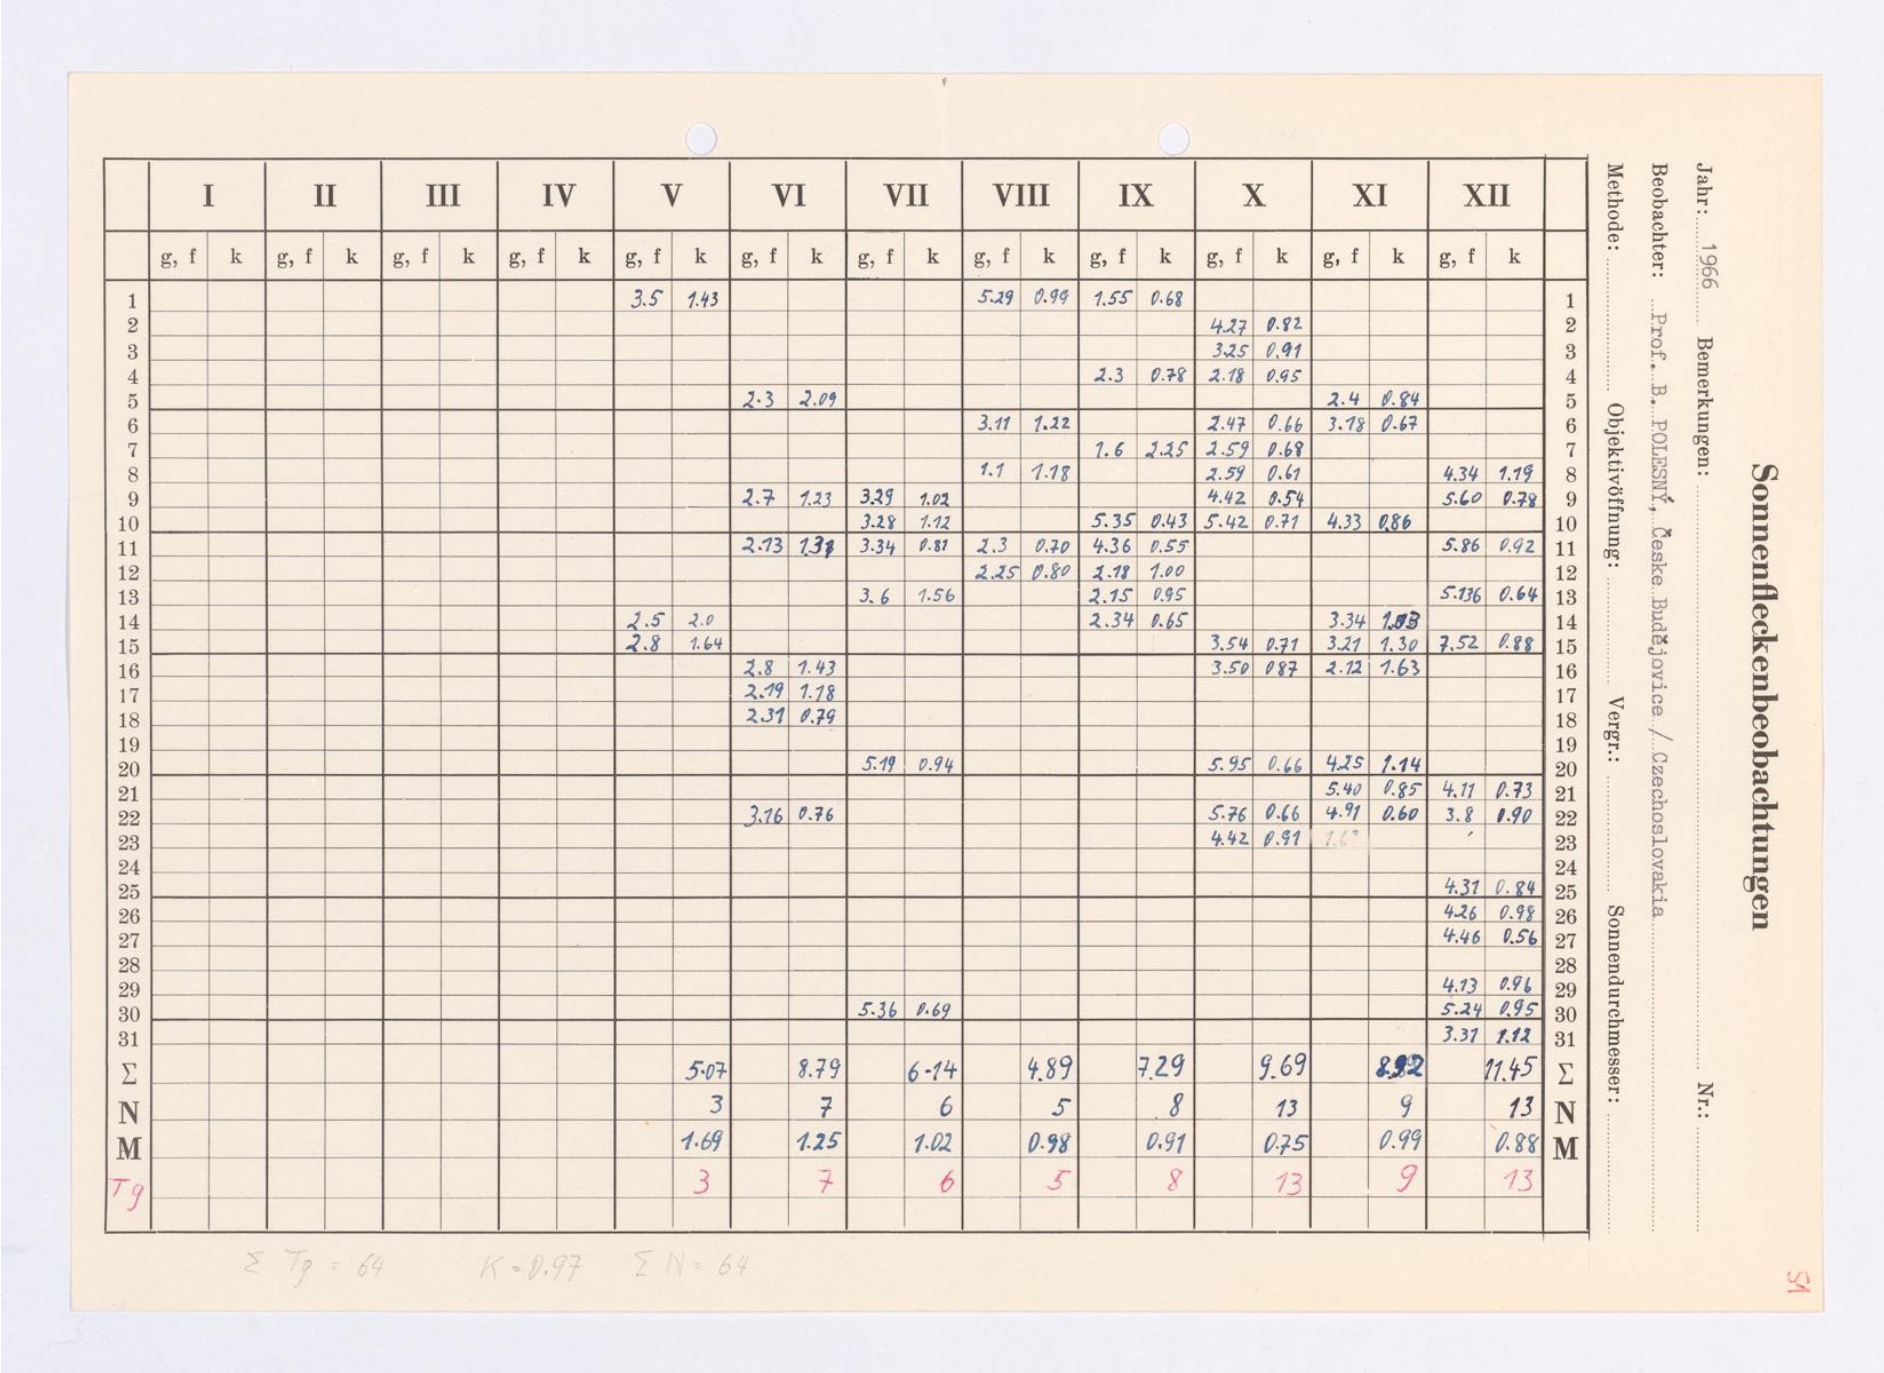 Sonnenfleckenbeobachtungen
Jahr: 1966 Bemerkungen: Nr.:
Beobachter: Prof. B. POLESNÝ, Česke Budějovice / Czechoslovakia
Methode: Objektivöffnung: Vergr.: Sonnendurchmesser:
I II III IV V VI VII VIII IX X XI XII
g, f k g, f k g, f k g, f k g, f k g, f k g, f k g, f k g, f k g, f k g, f k g, f k
1 3.5 1.43 5.29 0.99 1.55 0.68 1
2 4.27 0.82 2
3 3.25 0.91 3
4 2.3 0.78 2.18 0.95 4
5 2.3 2.09 2.4 0.84 5
6 3.11 1.22 2.47 0.66 3.18 0.67 6
7 1.6 2.25 2.59 0.68 7
8 1.1 1.18 2.59 0.61 4.34 1.19 8
9 2.7 1.23 3.29 1.02 4.42 0.54 5.60 0.78 9
10 3.28 1.12 5.35 0.43 5.42 0.71 4.33 0.86 10
11 2.13 1.31 3.34 0.81 2.3 0.70 4.36 0.55 5.86 0.92 11
12 2.25 0.80 2.18 1.00 12
13 3.6 1.56 2.15 0.95 5.136 0.64 13
14 2.5 2.0 2.34 0.65 3.34 1.03 14
15 2.8 1.64 3.54 0.71 3.21 1.30 7.52 0.88 15
16 2.8 1.43 3.50 087 2.12 1.63 16
17 2.19 1.18 17
18 2.31 0.79 18
19 19
20 5.19 0.94 5.95 0.66 4.25 1.14 20
21 5.40 0.85 4.11 0.73 21
22 3.16 0.76 5.76 0.66 4.91 0.60 3.8 1.90 22
23 4.42 0.91 23
24 24
25 4.31 0.84 25
26 4.26 0.98 26
27 4.46 0.56 27
28 28
29 4.13 0.96 29
30 5.36 0.69 5.24 0.95 30
31 3.31 1.12 31
Σ 5.07 8.79 6-14 4.89 7.29 9.69 8.92 11.45 Σ
N 3 7 6 5 8 13 9 13 N
M 1.69 1.25 1.02 0.98 0.91 0.75 0.99 0.88 M
Tg 3 7 6 5 8 13 9 13
Σ Tg = 64 K=0.97 Σ N = 64
51